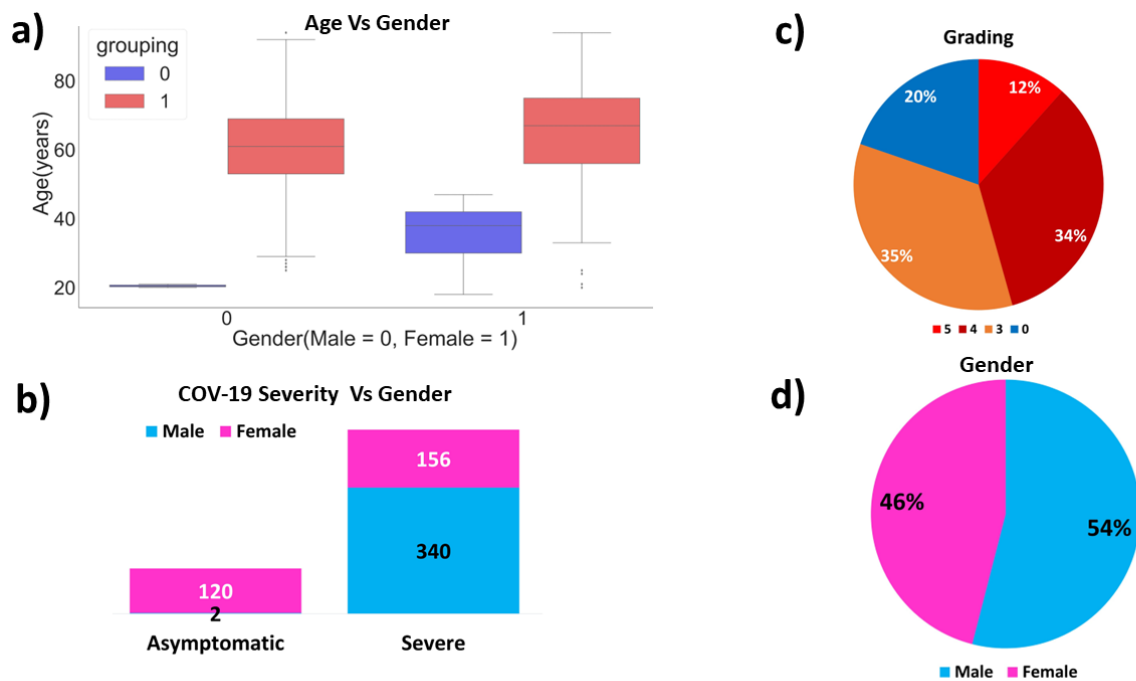 a)
Age Vs Gender
grouping
0
1
Age(years)
80
60
40
20
0 1
Gender(Male = 0, Female = 1)
b)
COV-19 Severity Vs Gender
Male Female
120
2
156
340
Asymptomatic Severe
c)
Grading
20% 12%
35% 34%
5 4 3 0
d)
Gender
46% 54%
Male Female